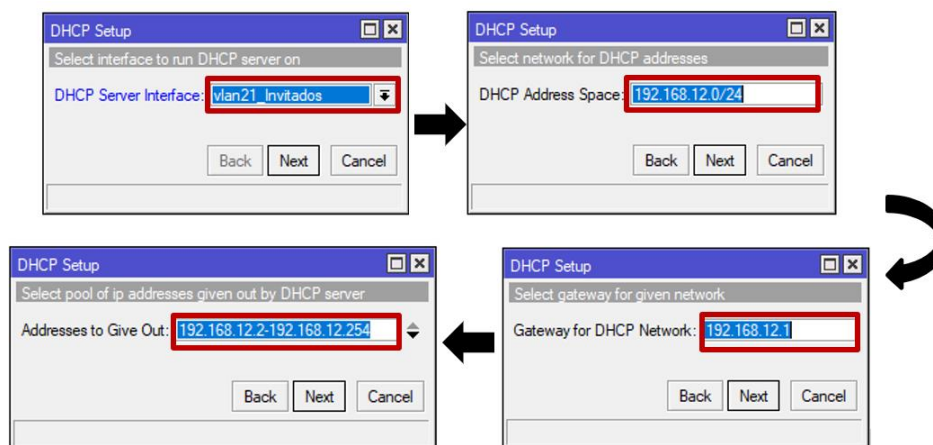 DHCP Setup
Select interface to run DHCP server on
DHCP Server Interface: vlan21_Invitados
Back Next Cancel
DHCP Setup
Select network for DHCP addresses
DHCP Address Space: 192.168.12.0/24
Back Next Cancel
DHCP Setup
Select gateway for given network
Gateway for DHCP Network: 192.168.12.1
Back Next Cancel
DHCP Setup
Select pool of ip addresses given out by DHCP server
Addresses to Give Out: 192.168.12.2-192.168.12.254
Back Next Cancel